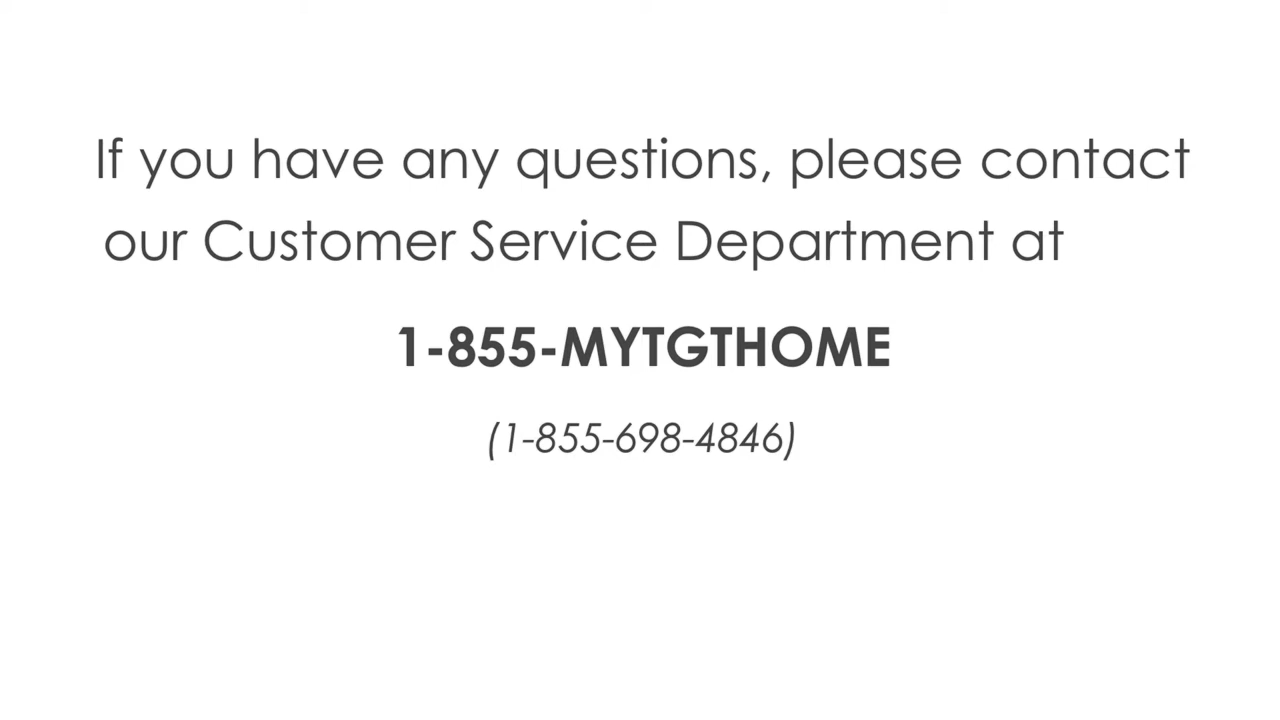 If you have any questions, please contact
our Customer Service Department at
1-855-MYTGTHOME
(1-855-698-4846)